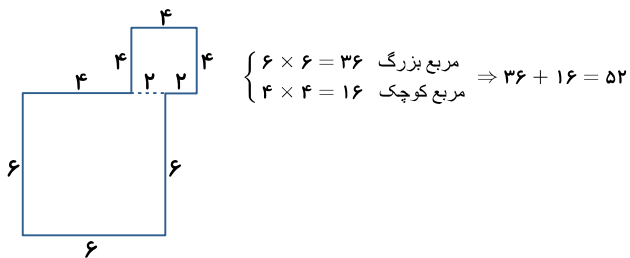 ۴
۴ ۴
۴ ۲ ۲
۶ ۶
۶
۶ × ۶ = ۳۶ مربع بزرگ
۴ × ۴ = ۱۶ مربع کوچک
⇒ ۳۶ + ۱۶ = ۵۲